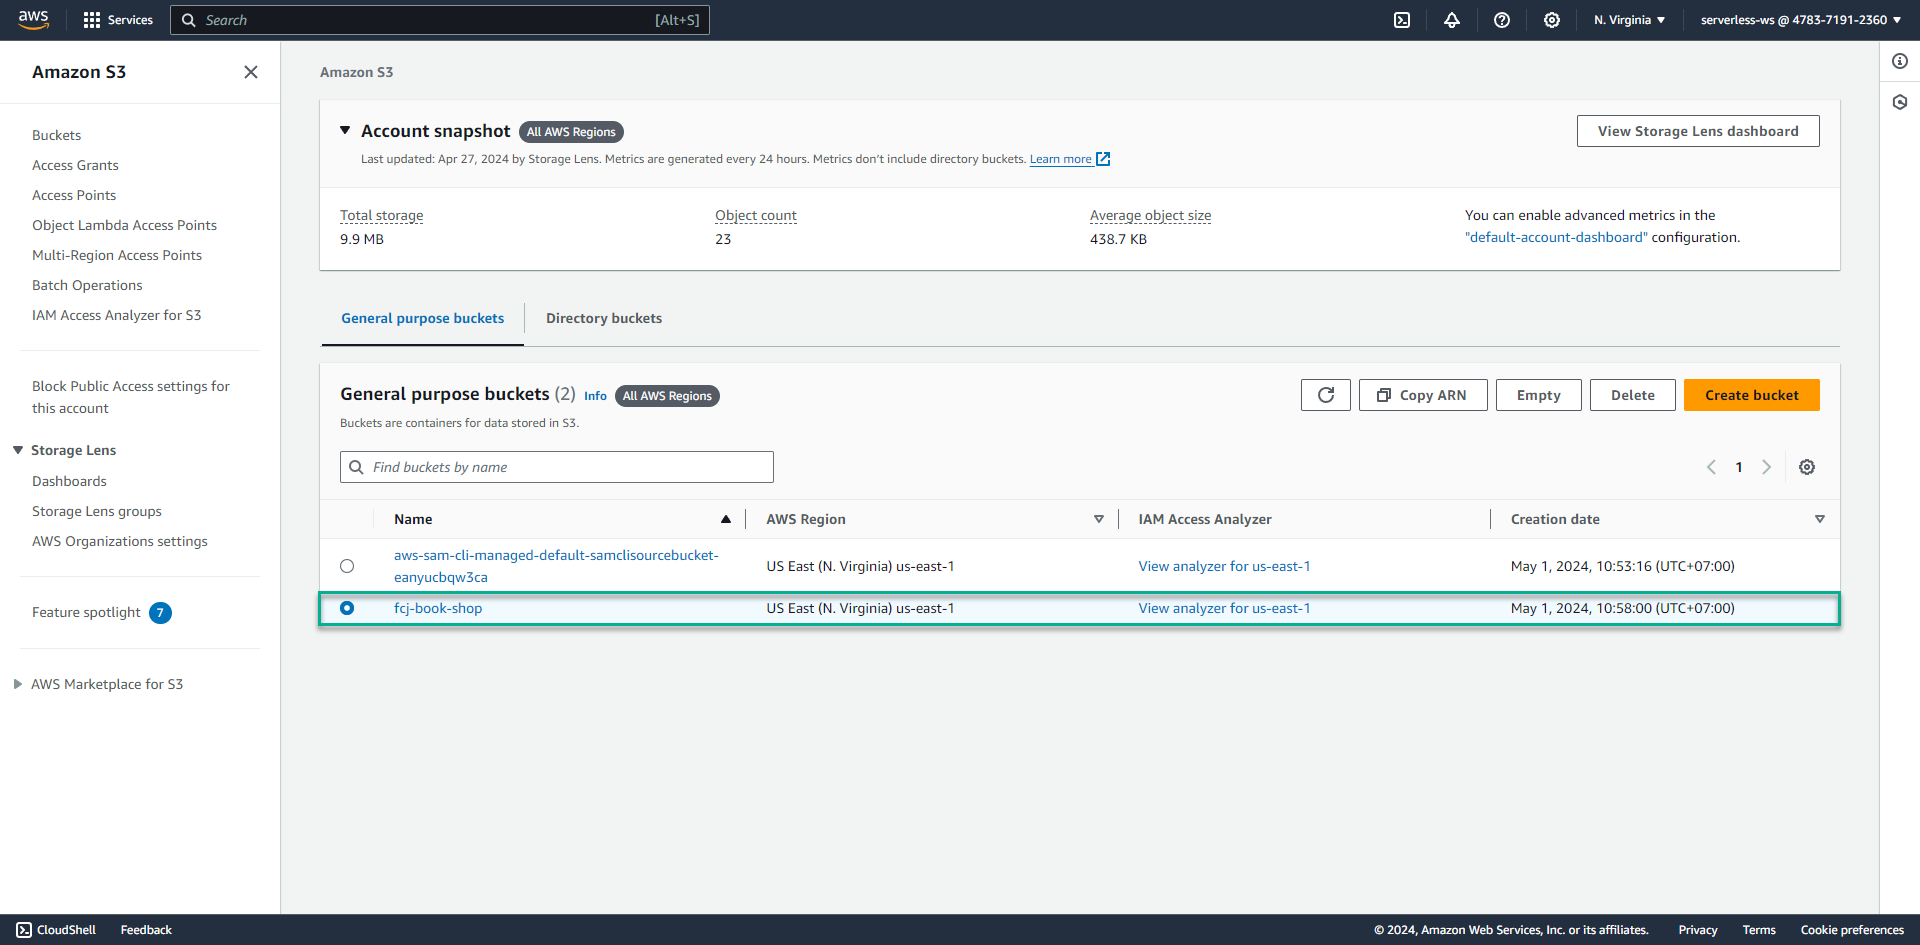 aws
Services
Search
[Alt+S]
N. Virginia
serverless-ws @ 4783-7191-2360
Amazon S3
Buckets
Access Grants
Access Points
Object Lambda Access Points
Multi-Region Access Points
Batch Operations
IAM Access Analyzer for S3
Block Public Access settings for
this account
Storage Lens
Dashboards
Storage Lens groups
AWS Organizations settings
Feature spotlight 7
AWS Marketplace for S3
Amazon S3
Account snapshot All AWS Regions
View Storage Lens dashboard
Last updated: Apr 27, 2024 by Storage Lens. Metrics are generated every 24 hours. Metrics don't include directory buckets. Learn more
Total storage
9.9 MB
Object count
23
Average object size
438.7 KB
You can enable advanced metrics in the
"default-account-dashboard" configuration.
General purpose buckets
Directory buckets
General purpose buckets (2) Info All AWS Regions
Copy ARN
Empty
Delete
Create bucket
Buckets are containers for data stored in S3.
Find buckets by name
1
Name
AWS Region
IAM Access Analyzer
Creation date
aws-sam-cli-managed-default-samclisourcebucket-
eanyucbqw3ca
US East (N. Virginia) us-east-1
View analyzer for us-east-1
May 1, 2024, 10:53:16 (UTC+07:00)
fcj-book-shop
US East (N. Virginia) us-east-1
View analyzer for us-east-1
May 1, 2024, 10:58:00 (UTC+07:00)
CloudShell
Feedback
© 2024, Amazon Web Services, Inc. or its affiliates.
Privacy
Terms
Cookie preferences